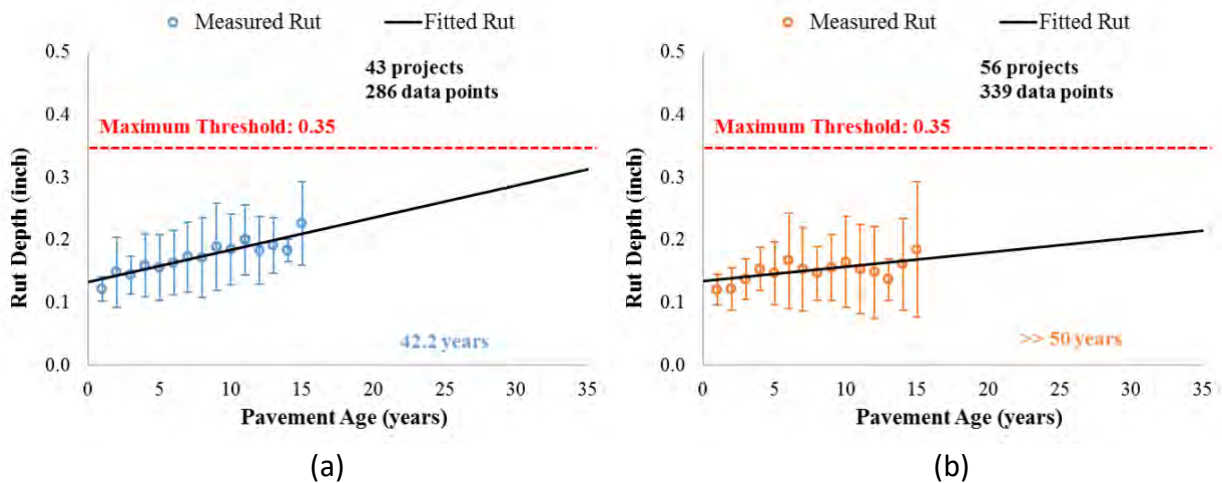 Measured Rut Fitted Rut
0.5
0.4
0.3
0.2
0.1
0.0
Rut Depth (inch)
43 projects
286 data points
Maximum Threshold: 0.35
42.2 years
0 5 10 15 20 25 30 35
Pavement Age (years)
(a)
Measured Rut Fitted Rut
0.5
0.4
0.3
0.2
0.1
0.0
Rut Depth (inch)
56 projects
339 data points
Maximum Threshold: 0.35
>> 50 years
0 5 10 15 20 25 30 35
Pavement Age (years)
(b)